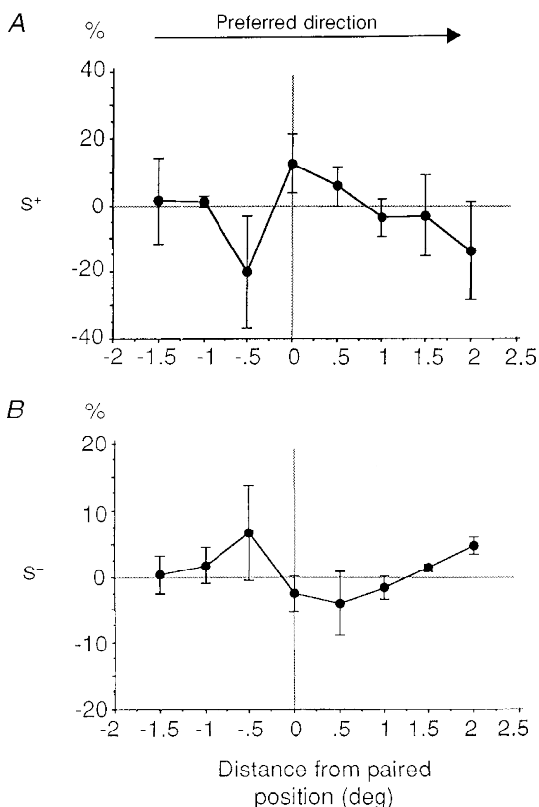 A
%
Preferred direction
40
20
S+
0
-20
-40
-2 -1.5 -1 -.5 0 .5 1 1.5 2 2.5
B
%
20
10
S−
0
-10
-20
-2 -1.5 -1 -.5 0 .5 1 1.5 2 2.5
Distance from paired
position (deg)